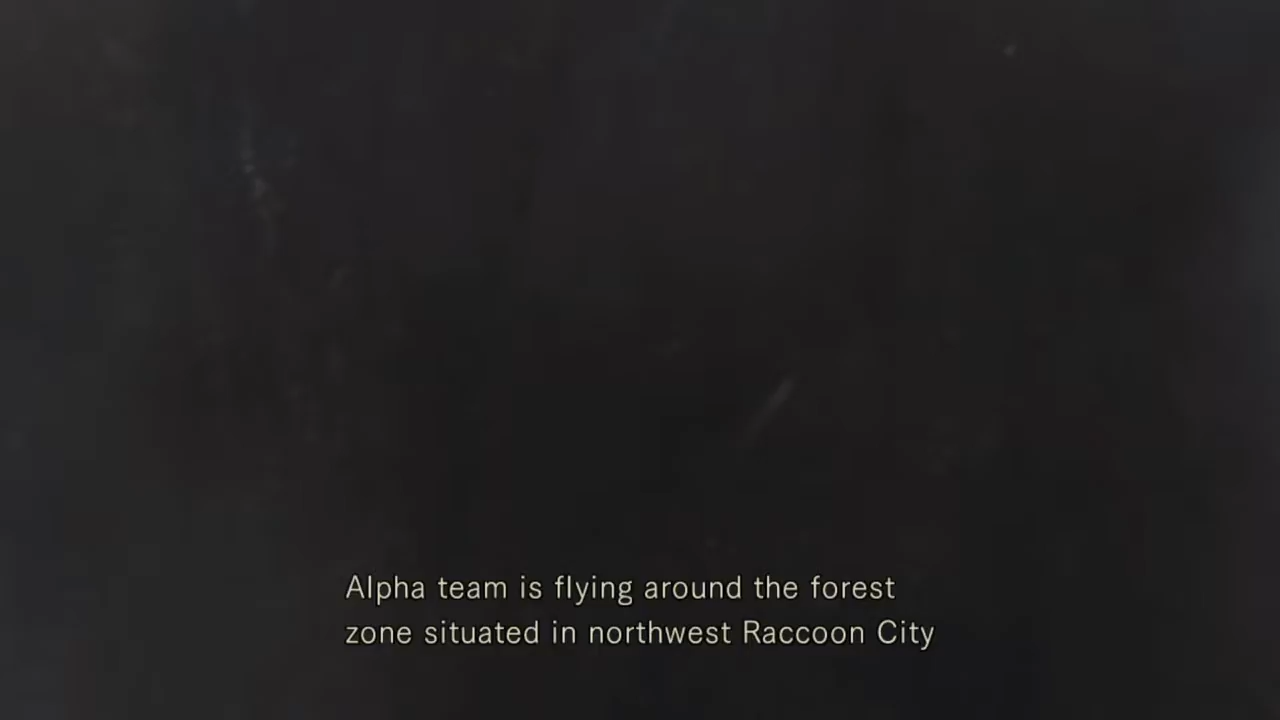 Alpha team is flying around the forest
zone situated in northwest Raccoon City